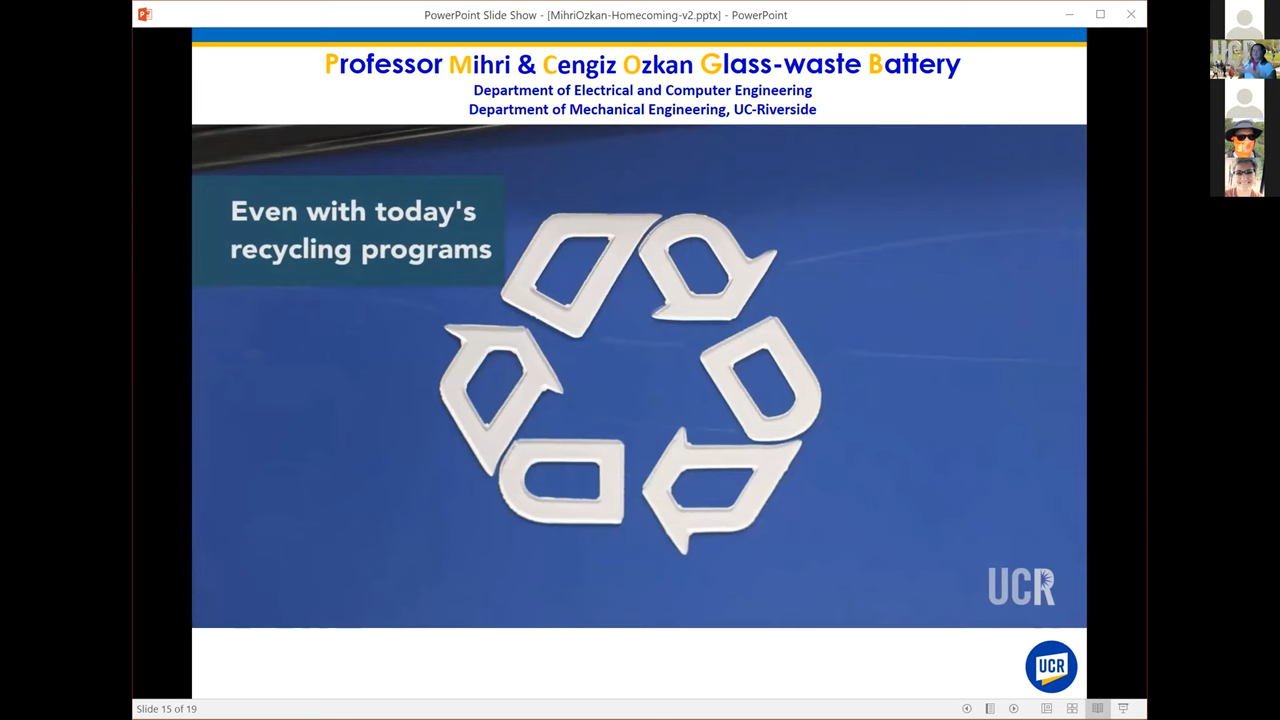 PowerPoint Slide Show - [MihriOzkan-Homecoming-v2.pptx] - PowerPoint
Professor Mihri & Cengiz Ozkan Glass-waste Battery
Department of Electrical and Computer Engineering
Department of Mechanical Engineering, UC-Riverside
Even with today's
recycling programs
UCR
UCR
Slide 15 of 19
UCR